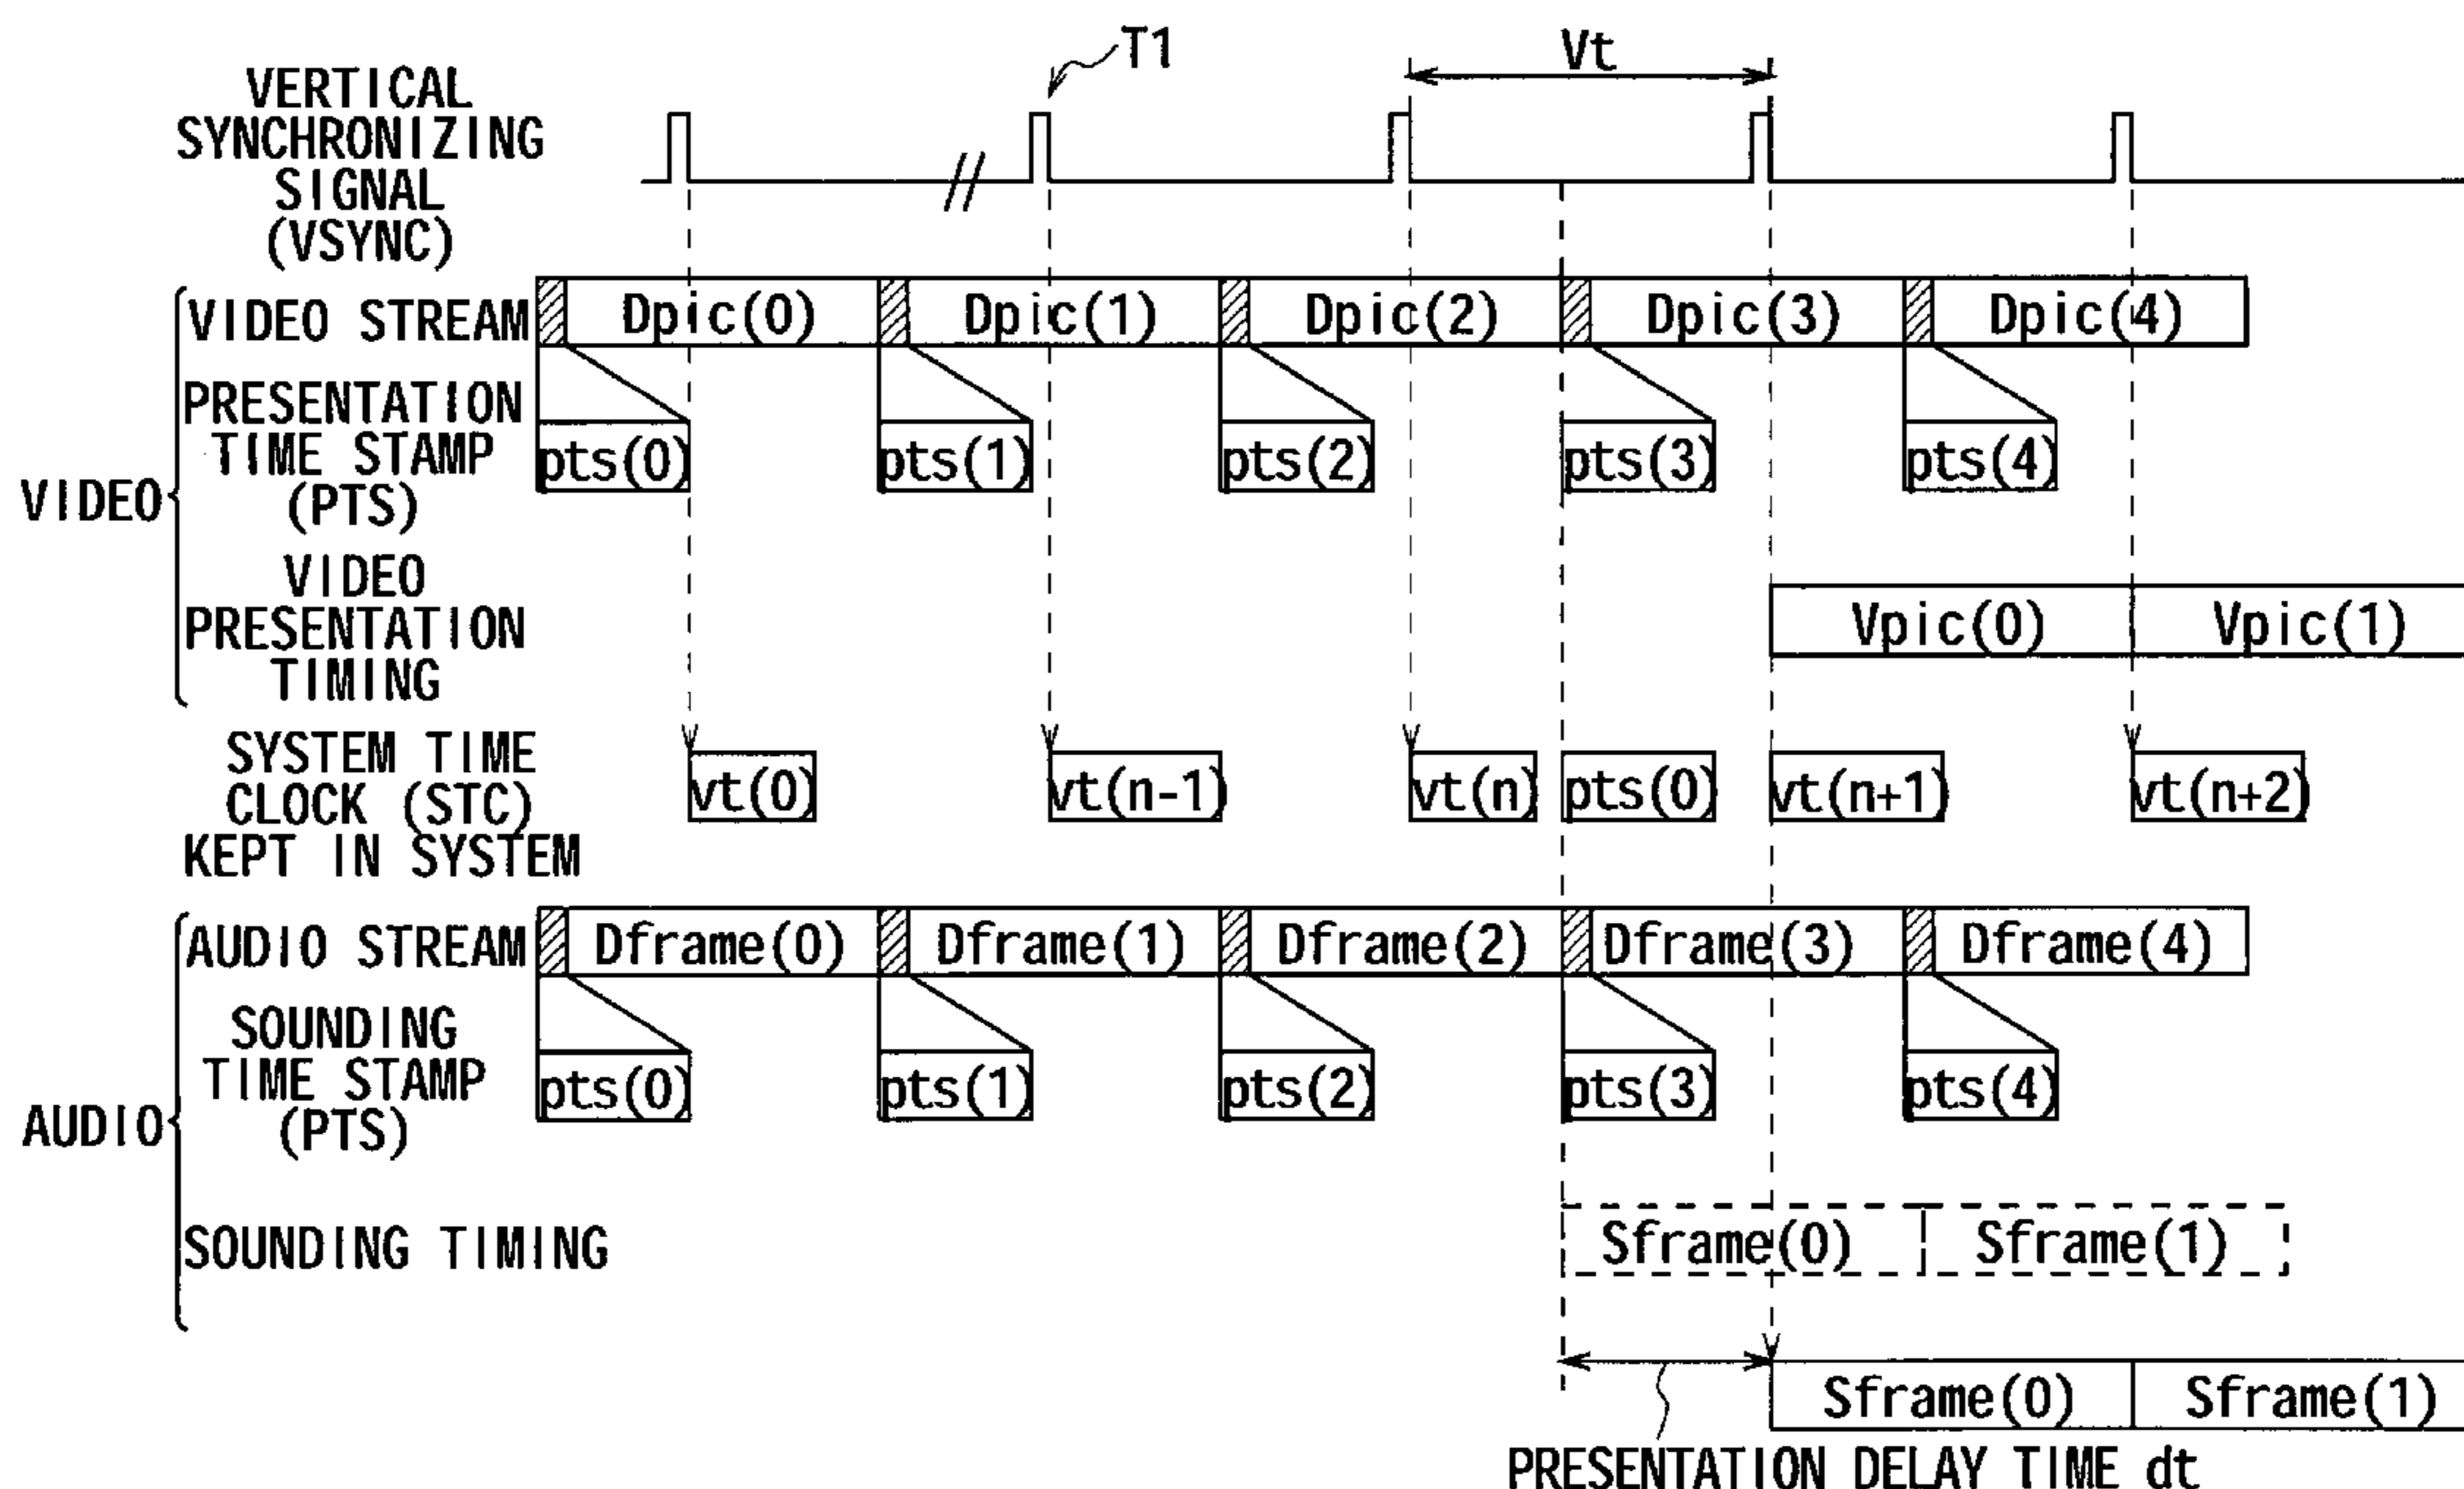 T1
Vt
VERTICAL
SYNCHRONIZING
SIGNAL
(VSYNC)
VIDEO
VIDEO STREAM
Dpic(0) Dpic(1) Dpic(2) Dpic(3) Dpic(4)
PRESENTATION
TIME STAMP
(PTS)
pts(0) pts(1) pts(2) pts(3) pts(4)
VIDEO
PRESENTATION
TIMING
Vpic(0) Vpic(1)
SYSTEM TIME
CLOCK (STC)
KEPT IN SYSTEM
vt(0) vt(n-1) vt(n) pts(0) vt(n+1) vt(n+2)
AUDIO
AUDIO STREAM
Dframe(0) Dframe(1) Dframe(2) Dframe(3) Dframe(4)
SOUNDING
TIME STAMP
(PTS)
pts(0) pts(1) pts(2) pts(3) pts(4)
SOUNDING TIMING
Sframe(0) Sframe(1)
Sframe(0) Sframe(1)
PRESENTATION DELAY TIME dt